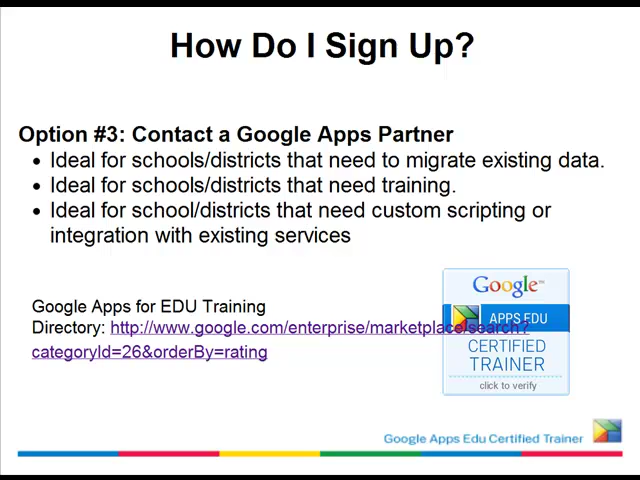 How Do I Sign Up?
Option #3: Contact a Google Apps Partner
• Ideal for schools/districts that need to migrate existing data.
• Ideal for schools/districts that need training.
• Ideal for school/districts that need custom scripting or
integration with existing services
Google Apps for EDU Training
Directory: http://www.google.com/enterprise/marketplace/search?
categoryId=26&orderBy=rating
Google™
APPS EDU
CERTIFIED
TRAINER
click to verify
Google Apps Edu Certified Trainer